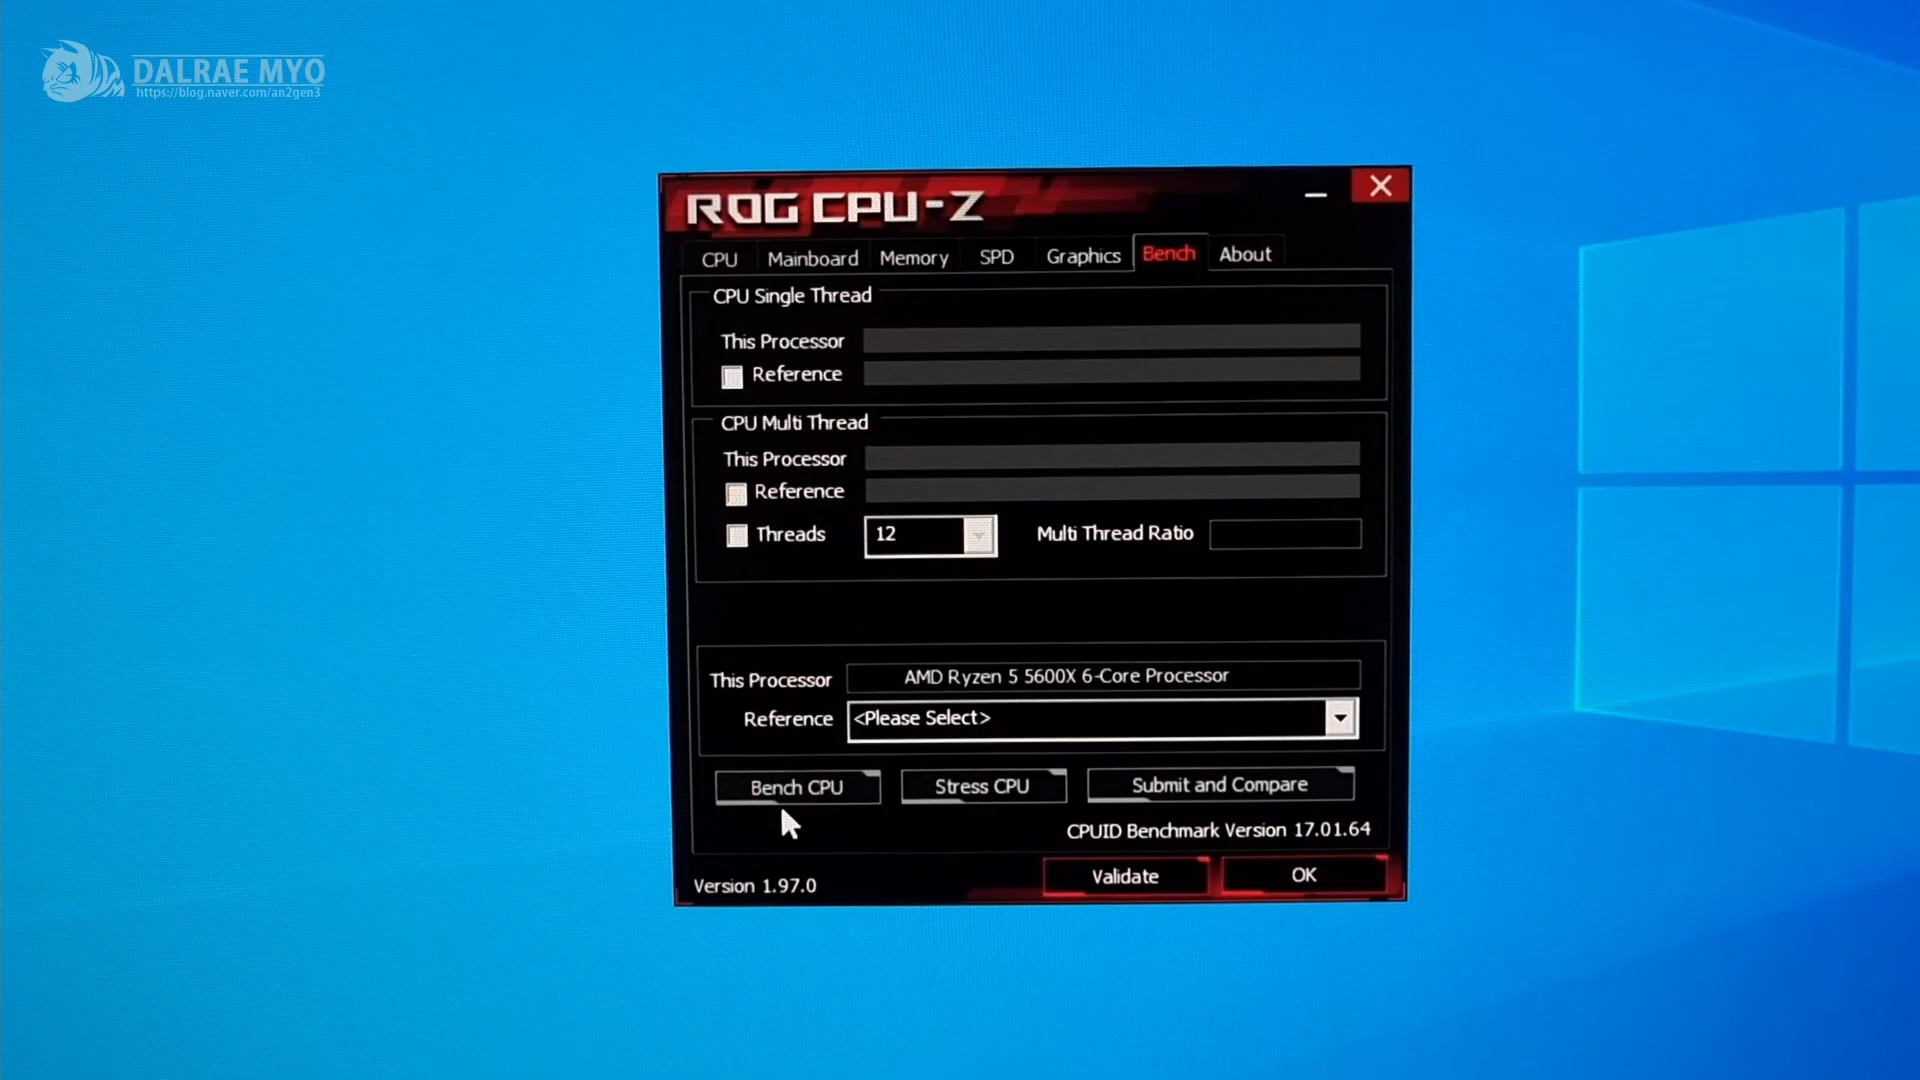 DALRAE MYO
https://blog.naver.com/an2gen3
ROG CPU-Z
CPU Mainboard Memory SPD Graphics Bench About
CPU Single Thread
This Processor
Reference
CPU Multi Thread
This Processor
Reference
Threads 12 Multi Thread Ratio
This Processor AMD Ryzen 5 5600X 6-Core Processor
Reference <Please Select>
Bench CPU Stress CPU Submit and Compare
CPUID Benchmark Version 17.01.64
Version 1.97.0 Validate OK